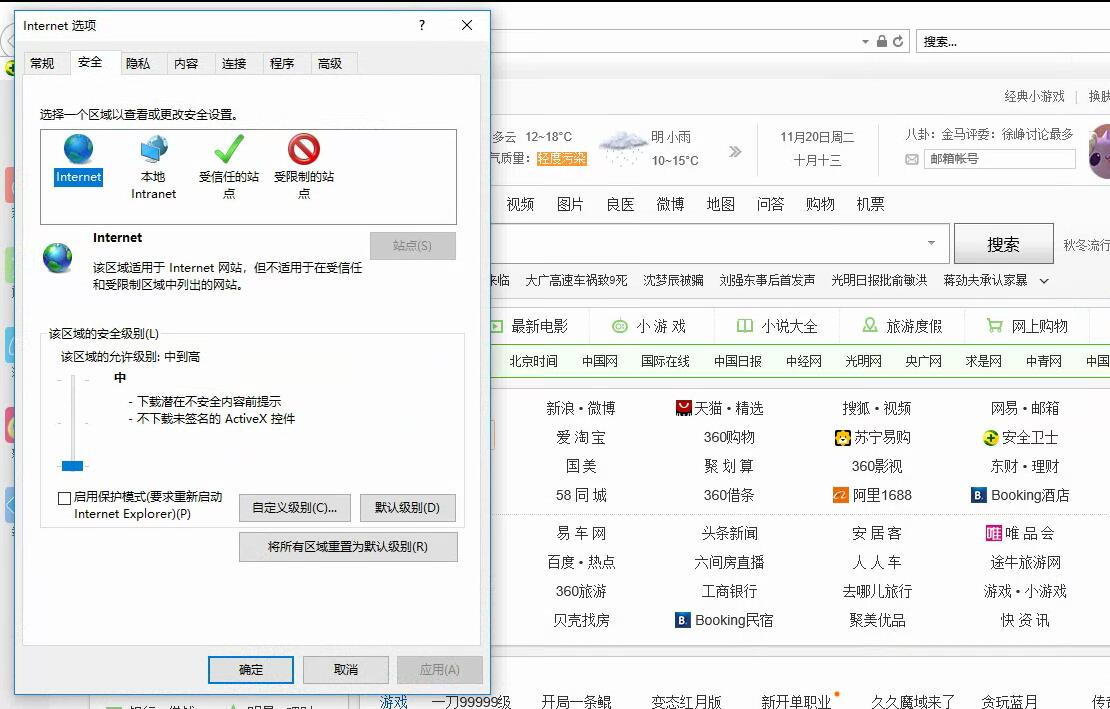 Internet 选项
?
常规 安全 隐私 内容 连接 程序 高级
选择一个区域以查看或更改安全设置。
Internet
本地
Intranet
受信任的站
点
受限制的站
点
Internet
站点(S)
该区域适用于 Internet 网站，但不适用于在受信任
和受限制区域中列出的网站。
该区域的安全级别(L)
该区域的允许级别: 中到高
中
- 下载潜在不安全内容前提示
- 不下载未签名的 ActiveX 控件
启用保护模式(要求重新启动
Internet Explorer)(P)
自定义级别(C)... 默认级别(D)
将所有区域重置为默认级别(R)
确定 取消 应用(A)
搜索...
经典小游戏 | 换肤
多云 12~18°C
气质量： 轻度污染
明 小雨
10~15°C
11月20日周二
十月十三
八卦：金马评委：徐峥讨论最多
邮箱帐号
视频 图片 良医 微博 地图 问答 购物 机票
搜索
秋冬流行
来临 大广高速车祸致9死 沈梦辰被骗 刘强东事后首发声 光明日报批俞敏洪 蒋劲夫承认家暴
最新电影 小 游 戏 小说大全 旅游度假 网上购物
北京时间 中国网 国际在线 中国日报 中经网 光明网 央广网 求是网 中青网 中国
新浪 • 微博 天猫 • 精选 搜狐 • 视频 网易 • 邮箱
爱 淘 宝 360购物 苏宁易购 安全卫士
国 美 聚 划 算 360影视 东财 • 理财
58 同 城 360借条 阿里1688 B. Booking酒店
易 车 网 头条新闻 安 居 客 唯 唯 品 会
百度 • 热点 六间房直播 人 人 车 途牛旅游网
360旅游 工商银行 去哪儿旅行 游戏 • 小游戏
贝壳找房 B. Booking民宿 聚美优品 快 资 讯
游戏 一刀99999级 开局一条鲲 变态红月版 新开单职业 久久魔域来了 贪玩蓝月